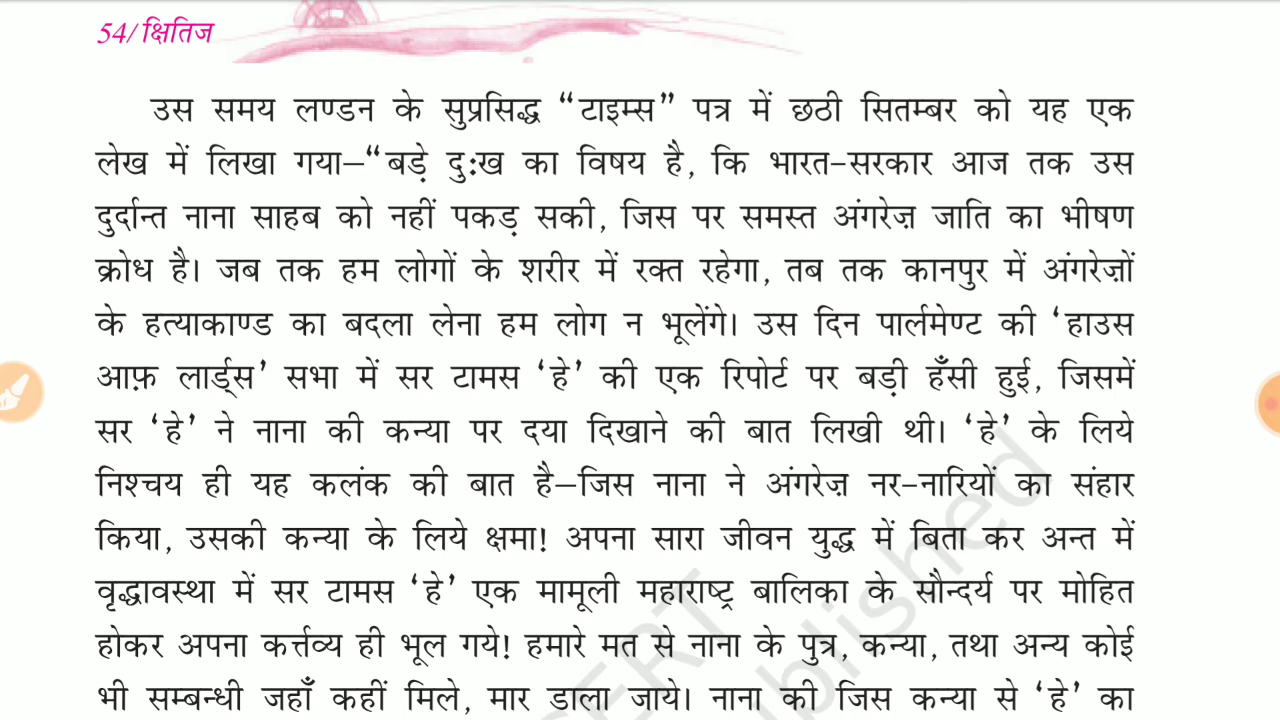 54/क्षितिज
उस समय लण्डन के सुप्रसिद्ध “टाइम्स” पत्र में छठी सितम्बर को यह एक
लेख में लिखा गया–“बड़े दुःख का विषय है, कि भारत-सरकार आज तक उस
दुर्दान्त नाना साहब को नहीं पकड़ सकी, जिस पर समस्त अंगरेज़ जाति का भीषण
क्रोध है। जब तक हम लोगों के शरीर में रक्त रहेगा, तब तक कानपुर में अंगरेज़ों
के हत्याकाण्ड का बदला लेना हम लोग न भूलेंगे। उस दिन पार्लमेण्ट की ‘हाउस
आफ़ लार्ड्स’ सभा में सर टामस ‘हे’ की एक रिपोर्ट पर बड़ी हँसी हुई, जिसमें
सर ‘हे’ ने नाना की कन्या पर दया दिखाने की बात लिखी थी। ‘हे’ के लिये
निश्चय ही यह कलंक की बात है–जिस नाना ने अंगरेज़ नर-नारियों का संहार
किया, उसकी कन्या के लिये क्षमा! अपना सारा जीवन युद्ध में बिता कर अन्त में
वृद्धावस्था में सर टामस ‘हे’ एक मामूली महाराष्ट्र बालिका के सौन्दर्य पर मोहित
होकर अपना कर्त्तव्य ही भूल गये! हमारे मत से नाना के पुत्र, कन्या, तथा अन्य कोई
भी सम्बन्धी जहाँ कहीं मिले, मार डाला जाये। नाना की जिस कन्या से ‘हे’ का